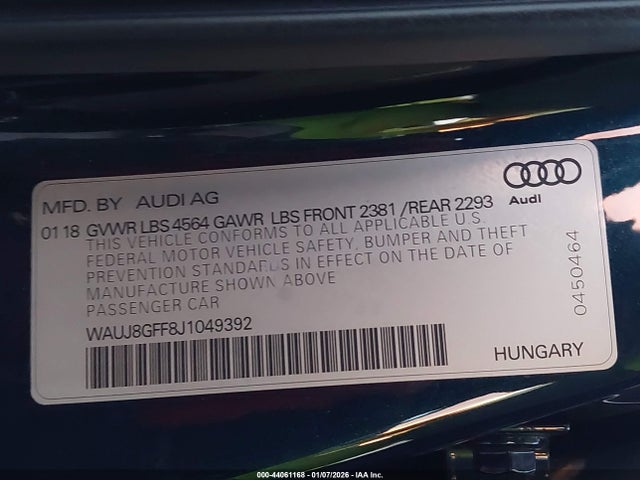 MFD. BY AUDI AG
Audi
01 18 GVWR LBS 4564 GAWR LBS FRONT 2381 /REAR 2293
THIS VEHICLE CONFORMS TO ALL APPLICABLE U.S.
FEDERAL MOTOR VEHICLE SAFETY, BUMPER AND THEFT
PREVENTION STANDARDS IN EFFECT ON THE DATE OF
MANUFACTURE SHOWN ABOVE
PASSENGER CAR
WAUJ8GFF8J1049392
0450464
HUNGARY
000-44061168 - 01/07/2026 - IAA Inc.